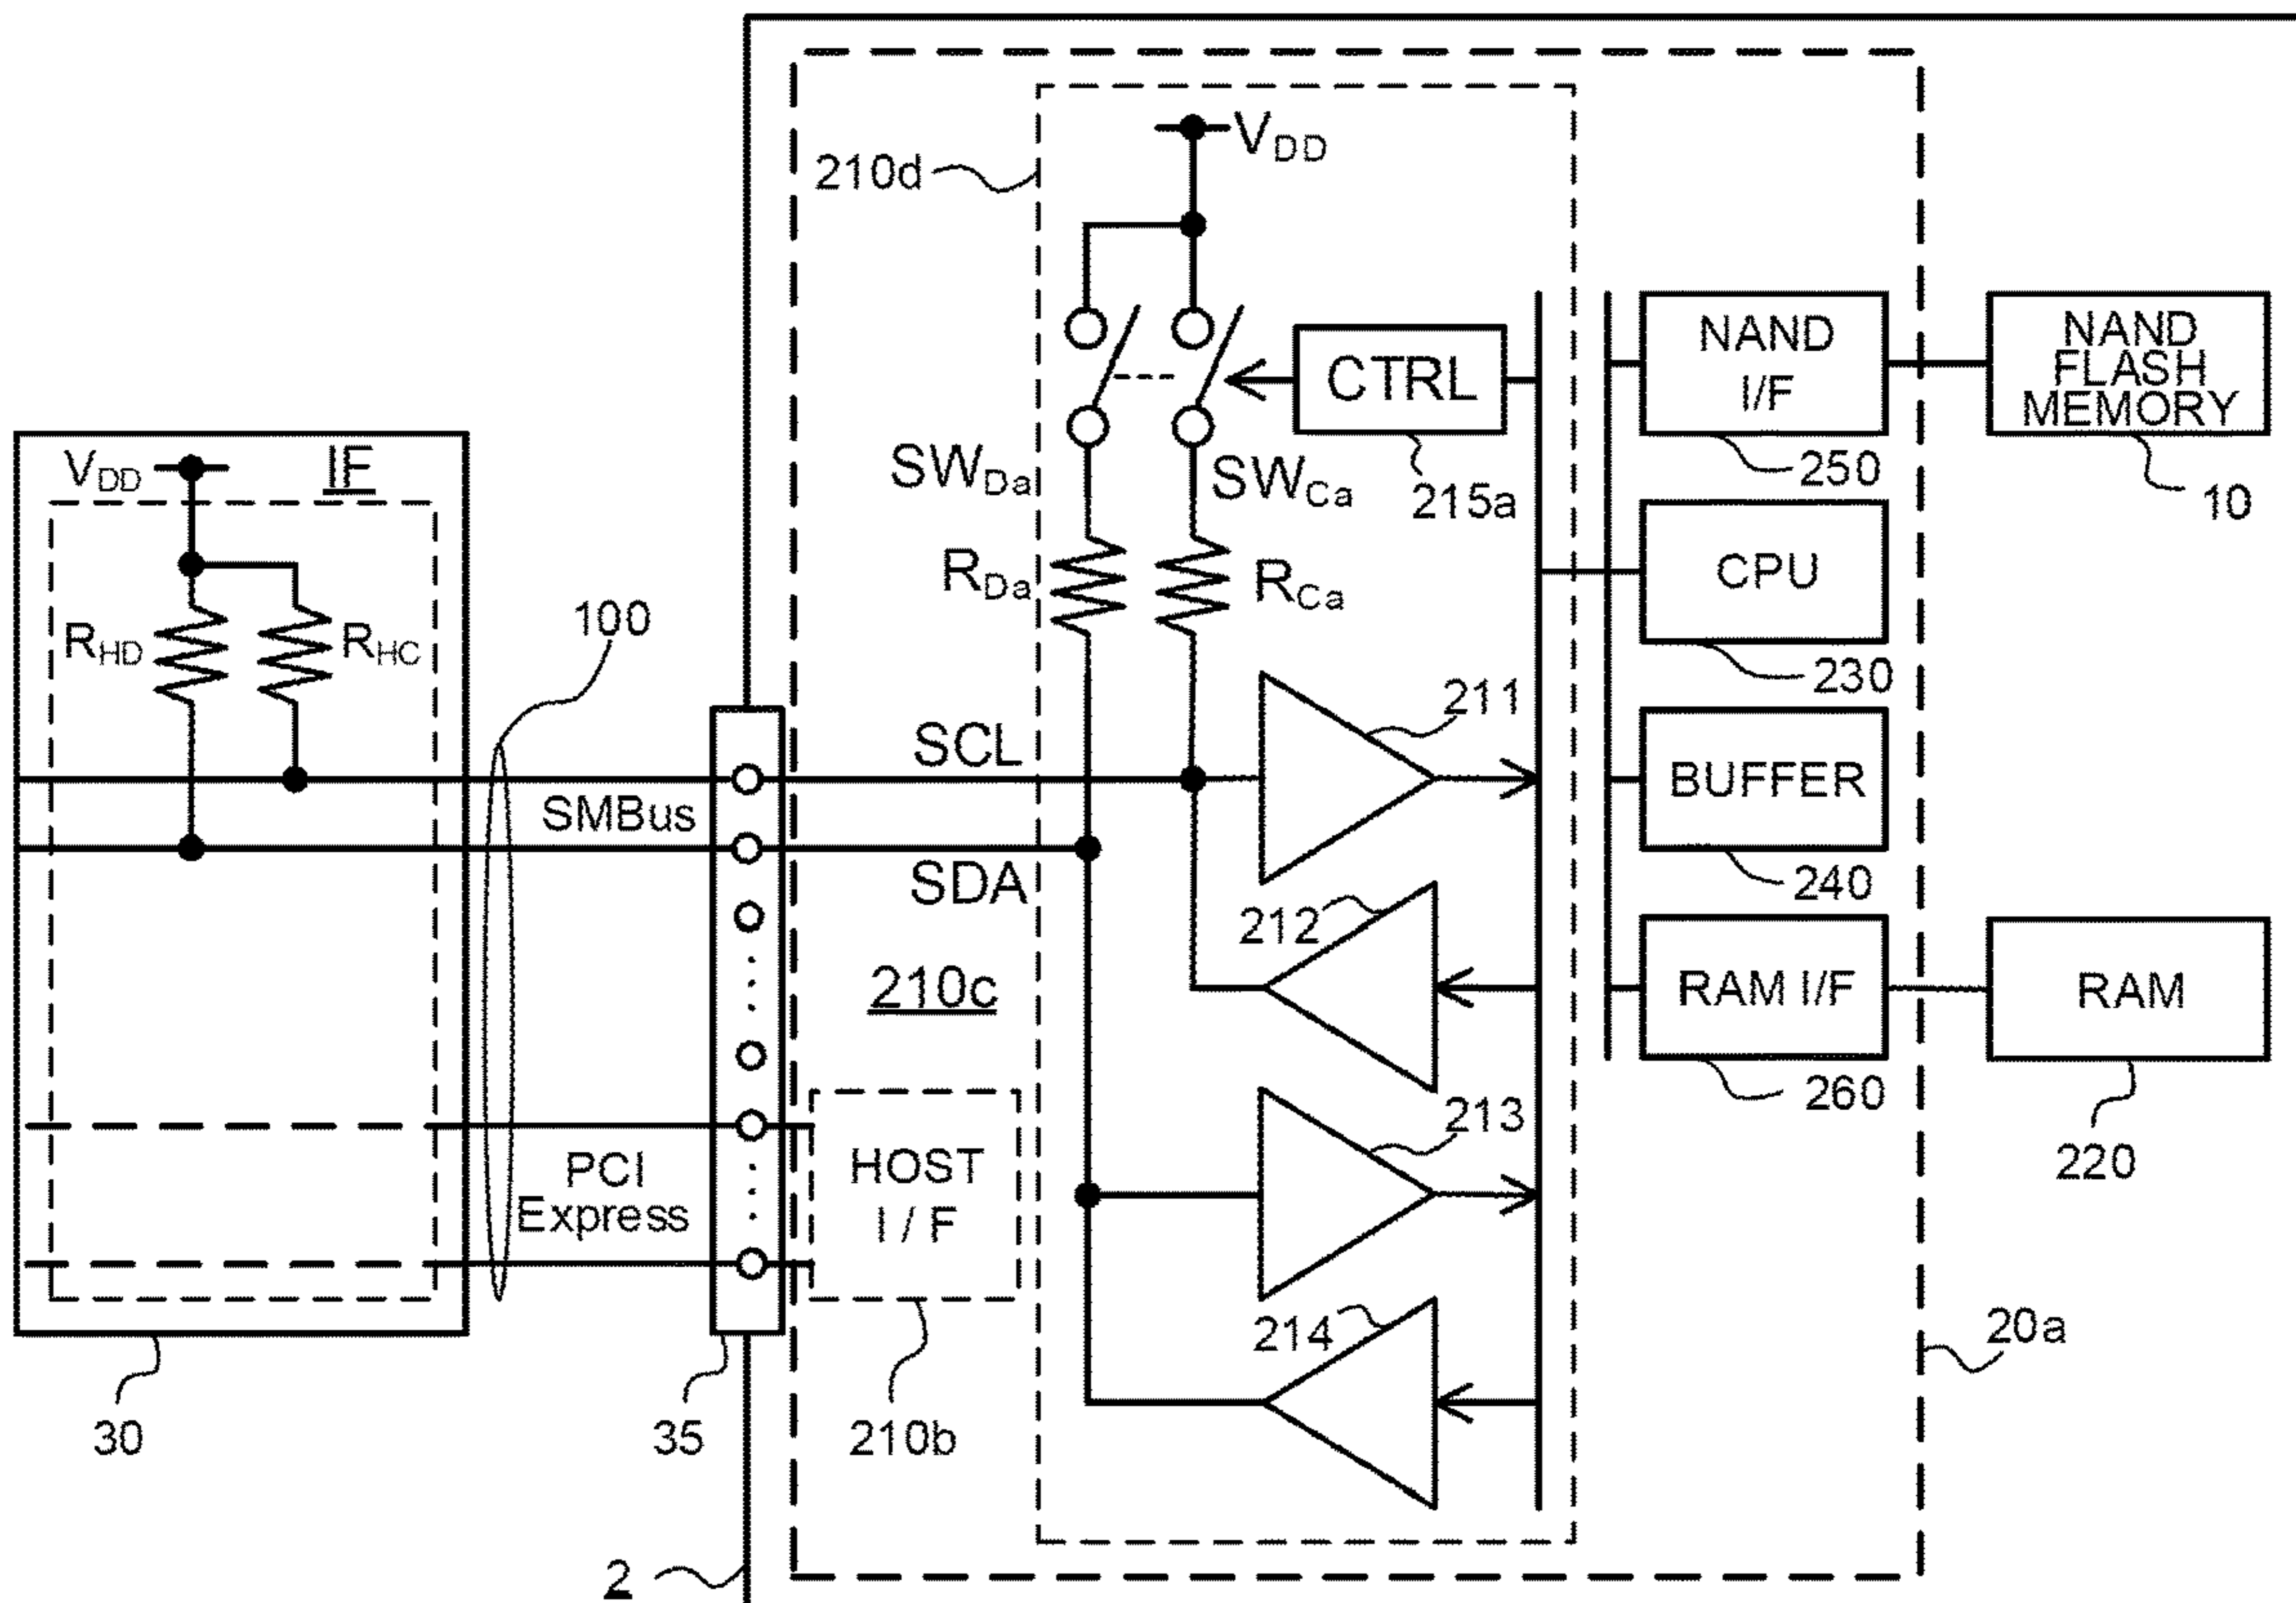 VDD
210d
NAND
I/F
NAND
FLASH
MEMORY
CTRL
IF
VDD
SWDa
SWCa
215a
250
10
RDa
RCa
CPU
100
RHD
RHC
230
211
SCL
BUFFER
SMBus
SDA
240
212
210c
RAM I/F
RAM
260
213
220
PCI
Express
HOST
I / F
214
20a
30
35
210b
2